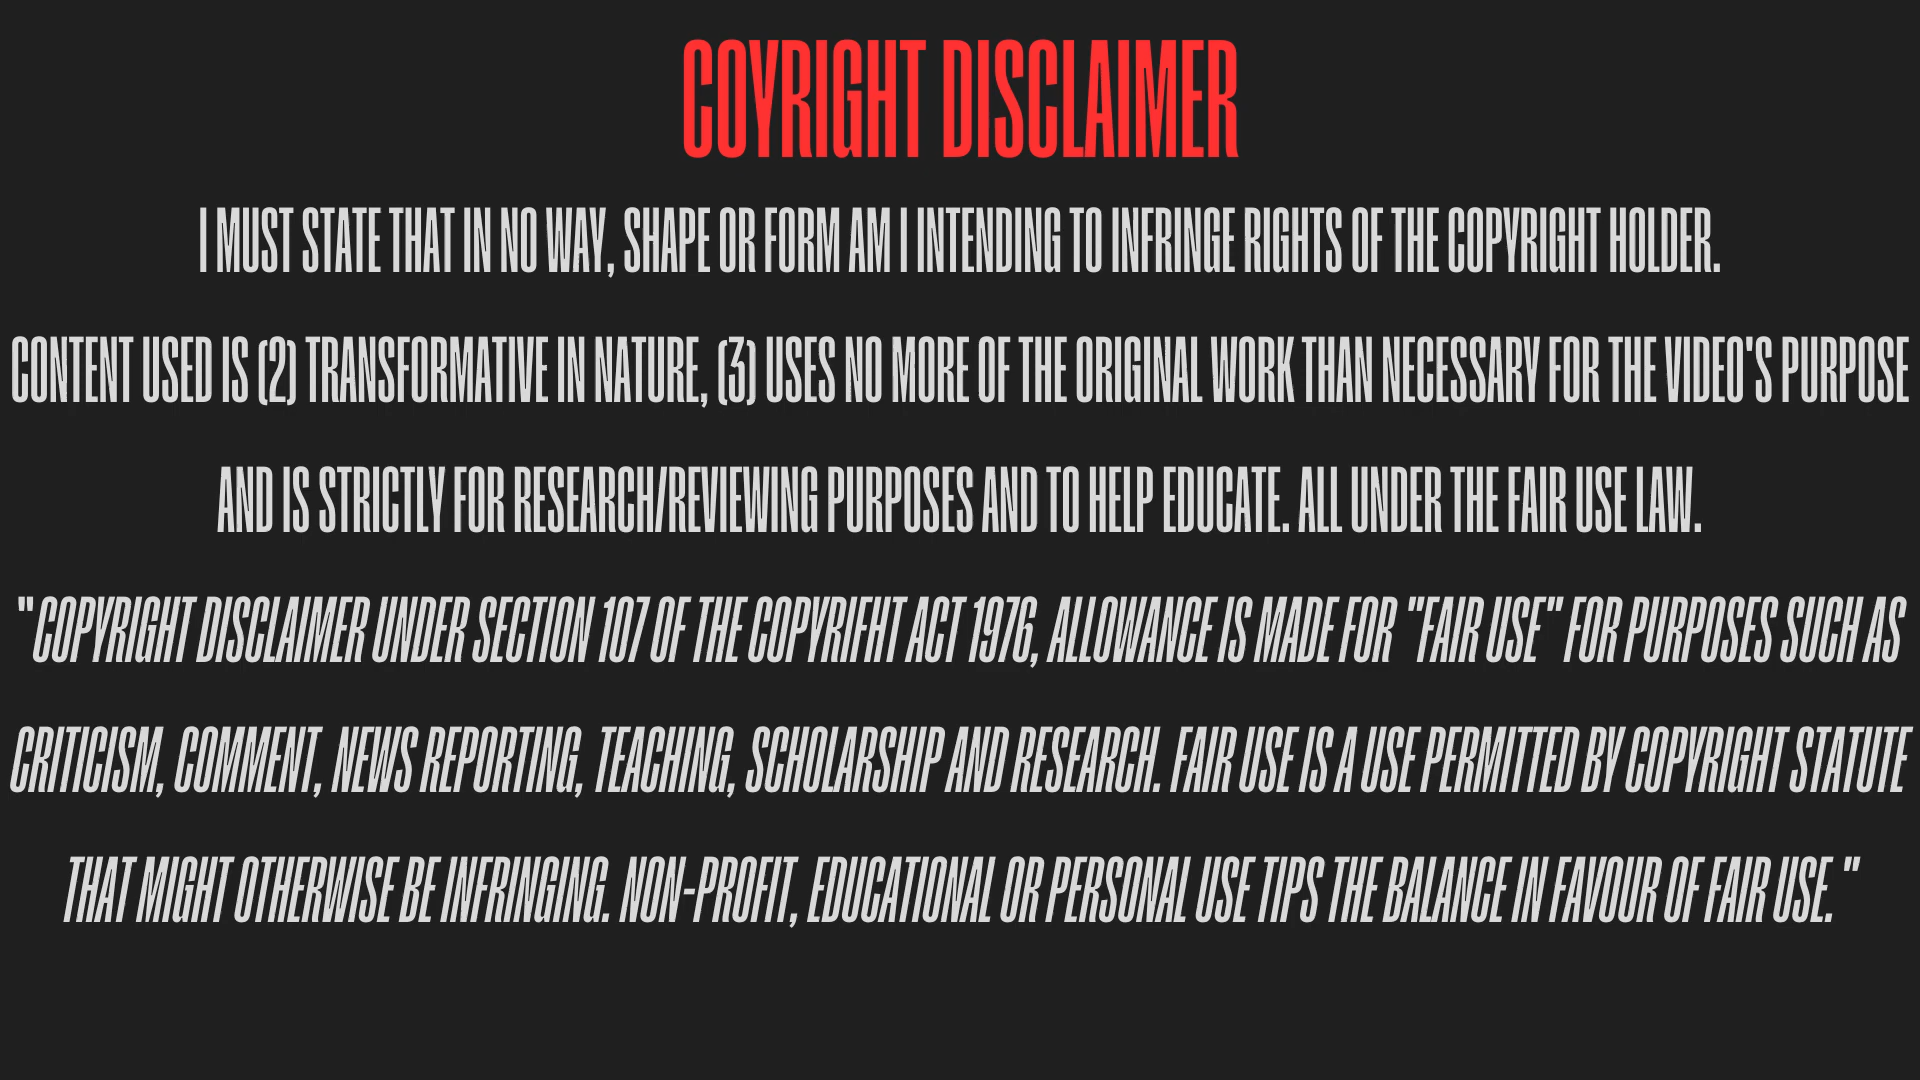 COYRIGHT DISCLAIMER
I MUST STATE THAT IN NO WAY, SHAPE OR FORM AM I INTENDING TO INFRINGE RIGHTS OF THE COPYRIGHT HOLDER.
CONTENT USED IS (2) TRANSFORMATIVE IN NATURE, (3) USES NO MORE OF THE ORIGINAL WORK THAN NECESSARY FOR THE VIDEO'S PURPOSE
AND IS STRICTLY FOR RESEARCH/REVIEWING PURPOSES AND TO HELP EDUCATE. ALL UNDER THE FAIR USE LAW.
"COPYRIGHT DISCLAIMER UNDER SECTION 107 OF THE COPYRIFHT ACT 1976, ALLOWANCE IS MADE FOR "FAIR USE" FOR PURPOSES SUCH AS
CRITICISM, COMMENT, NEWS REPORTING, TEACHING, SCHOLARSHIP AND RESEARCH. FAIR USE IS A USE PERMITTED BY COPYRIGHT STATUTE
THAT MIGHT OTHERWISE BE INFRINGING. NON-PROFIT, EDUCATIONAL OR PERSONAL USE TIPS THE BALANCE IN FAVOUR OF FAIR USE."